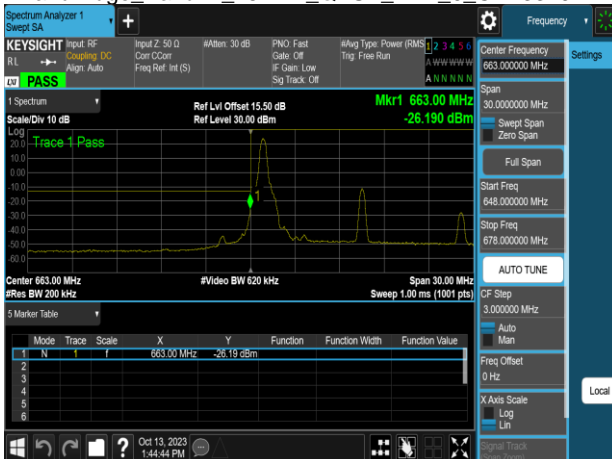 Spectrum Analyzer 1
Swept SA
+
Frequency
KEYSIGHT
RL
PASS
Input: RF
Coupling: DC
Align: Auto
Input Z: 50 Ω
Corr CCorr
Freq Ref: Int (S)
#Atten: 30 dB
PNO: Fast
Gate: Off
IF Gain: Low
Sig Track: Off
#Avg Type: Power (RMS
Trig: Free Run
1 2 3 4 5 6
A W W W W W
A N N N N N
1 Spectrum
Scale/Div 10 dB
Ref Lvl Offset 15.50 dB
Ref Level 30.00 dBm
Mkr1 663.00 MHz
-26.190 dBm
Log
Trace 1 Pass
20.0
10.0
0.00
-10.0
-20.0
-30.0
-40.0
-50.0
-60.0
1
Center 663.00 MHz
#Video BW 620 kHz
Span 30.00 MHz
#Res BW 200 kHz
Sweep 1.00 ms (1001 pts)
5 Marker Table
Mode Trace Scale X Y Function Function Width Function Value
1 N 1 f 663.00 MHz -26.19 dBm
2
3
4
5
6
Oct 13, 2023
1:44:44 PM
?
Center Frequency
663.000000 MHz
Settings
Span
30.0000000 MHz
Swept Span
Zero Span
Full Span
Start Freq
648.000000 MHz
Stop Freq
678.000000 MHz
AUTO TUNE
CF Step
3.000000 MHz
Auto
Man
Freq Offset
0 Hz
Local
X Axis Scale
Log
Lin
Signal Track
(Span Zoom)